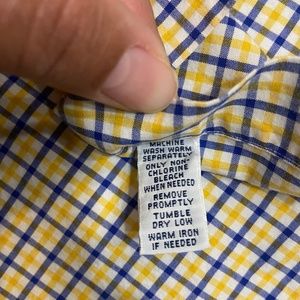 MACHINE
WASH WARM
SEPARATELY
ONLY NON-
CHLORINE
BLEACH
WHEN NEEDED
REMOVE
PROMPTLY
TUMBLE
DRY LOW
WARM IRON
IF NEEDED